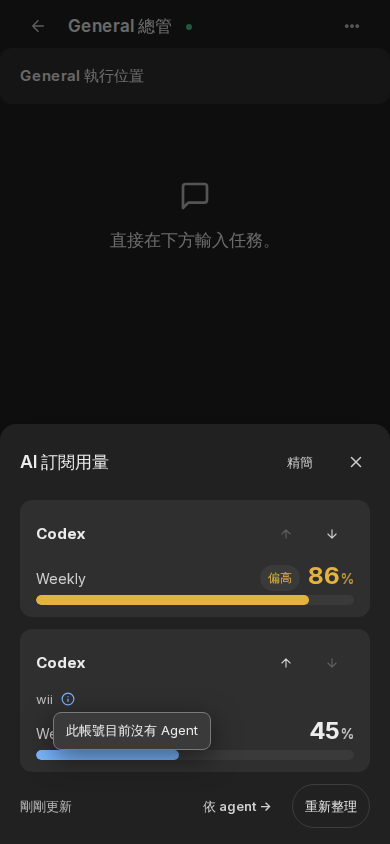 General 總管
General 執行位置
直接在下方輸入任務。
AI 訂閱用量
精簡
Codex
Weekly
偏高
86%
Codex
wii
此帳號目前沒有 Agent
We
45%
剛剛更新
依 agent →
重新整理